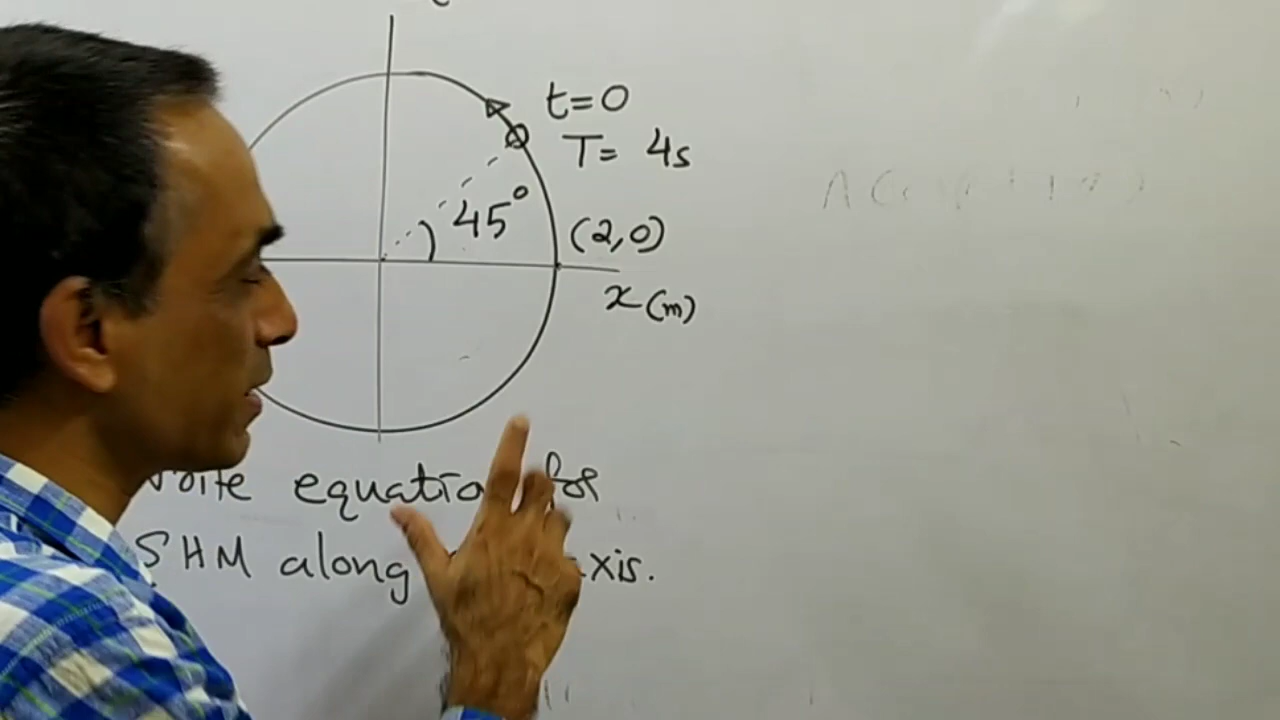 t=0
T= 4s
45°
(2,0)
x(m)
write equation for
SHM along axis.